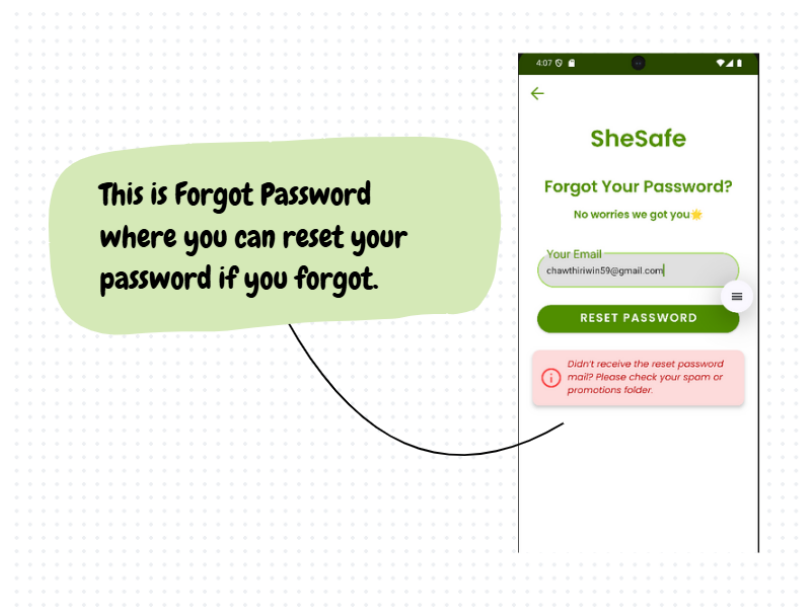 This is Forgot Password
where you can reset your
password if you forgot.
4:07
SheSafe
Forgot Your Password?
No worries we got you🌟
Your Email
chawthiriwin59@gmail.com
RESET PASSWORD
Didn't receive the reset password
mail? Please check your spam or
promotions folder.